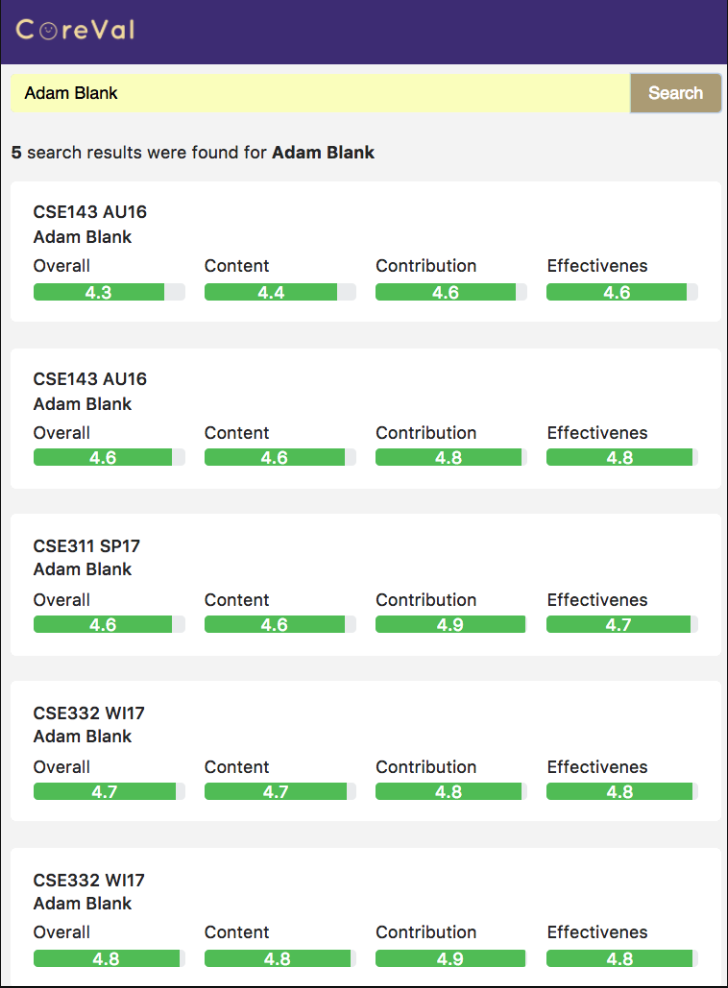 CoreVal
Adam Blank Search
5 search results were found for Adam Blank
CSE143 AU16
Adam Blank
Overall Content Contribution Effectivenes
4.3 4.4 4.6 4.6
CSE143 AU16
Adam Blank
Overall Content Contribution Effectivenes
4.6 4.6 4.8 4.8
CSE311 SP17
Adam Blank
Overall Content Contribution Effectivenes
4.6 4.6 4.9 4.7
CSE332 WI17
Adam Blank
Overall Content Contribution Effectivenes
4.7 4.7 4.8 4.8
CSE332 WI17
Adam Blank
Overall Content Contribution Effectivenes
4.8 4.8 4.9 4.8